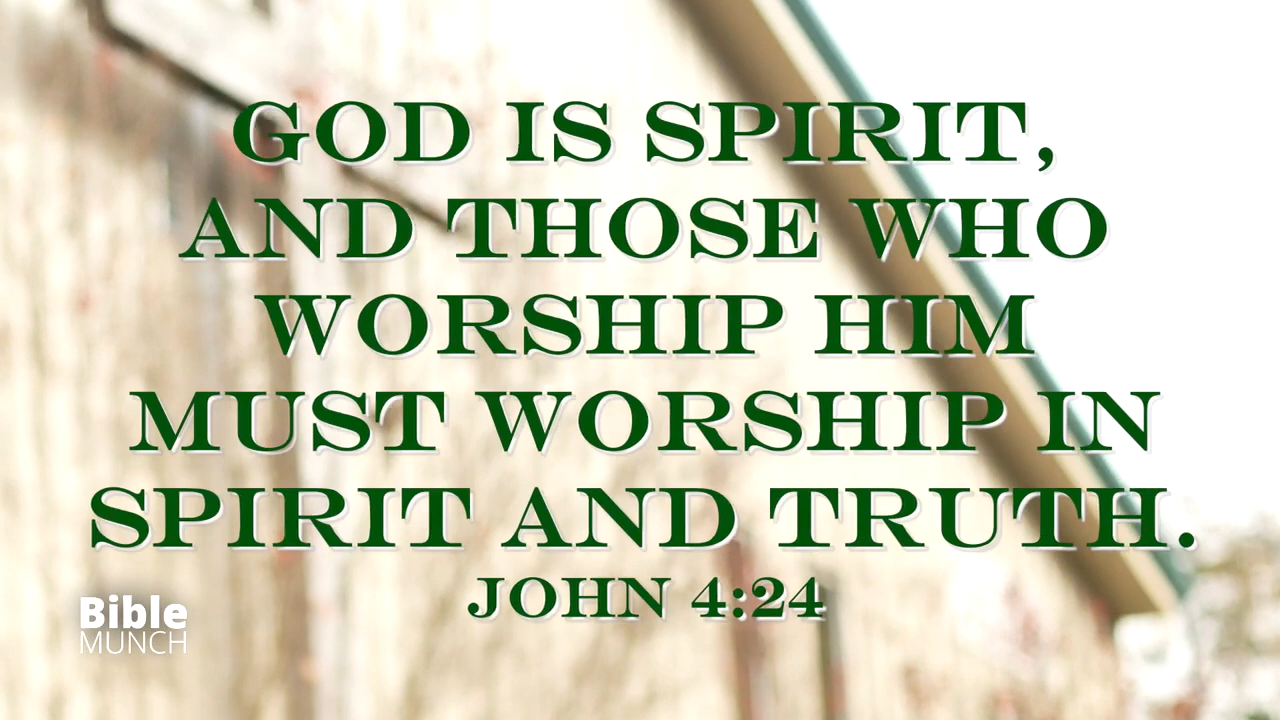 GOD IS SPIRIT,
AND THOSE WHO
WORSHIP HIM
MUST WORSHIP IN
SPIRIT AND TRUTH.
JOHN 4:24
Bible
MUNCH